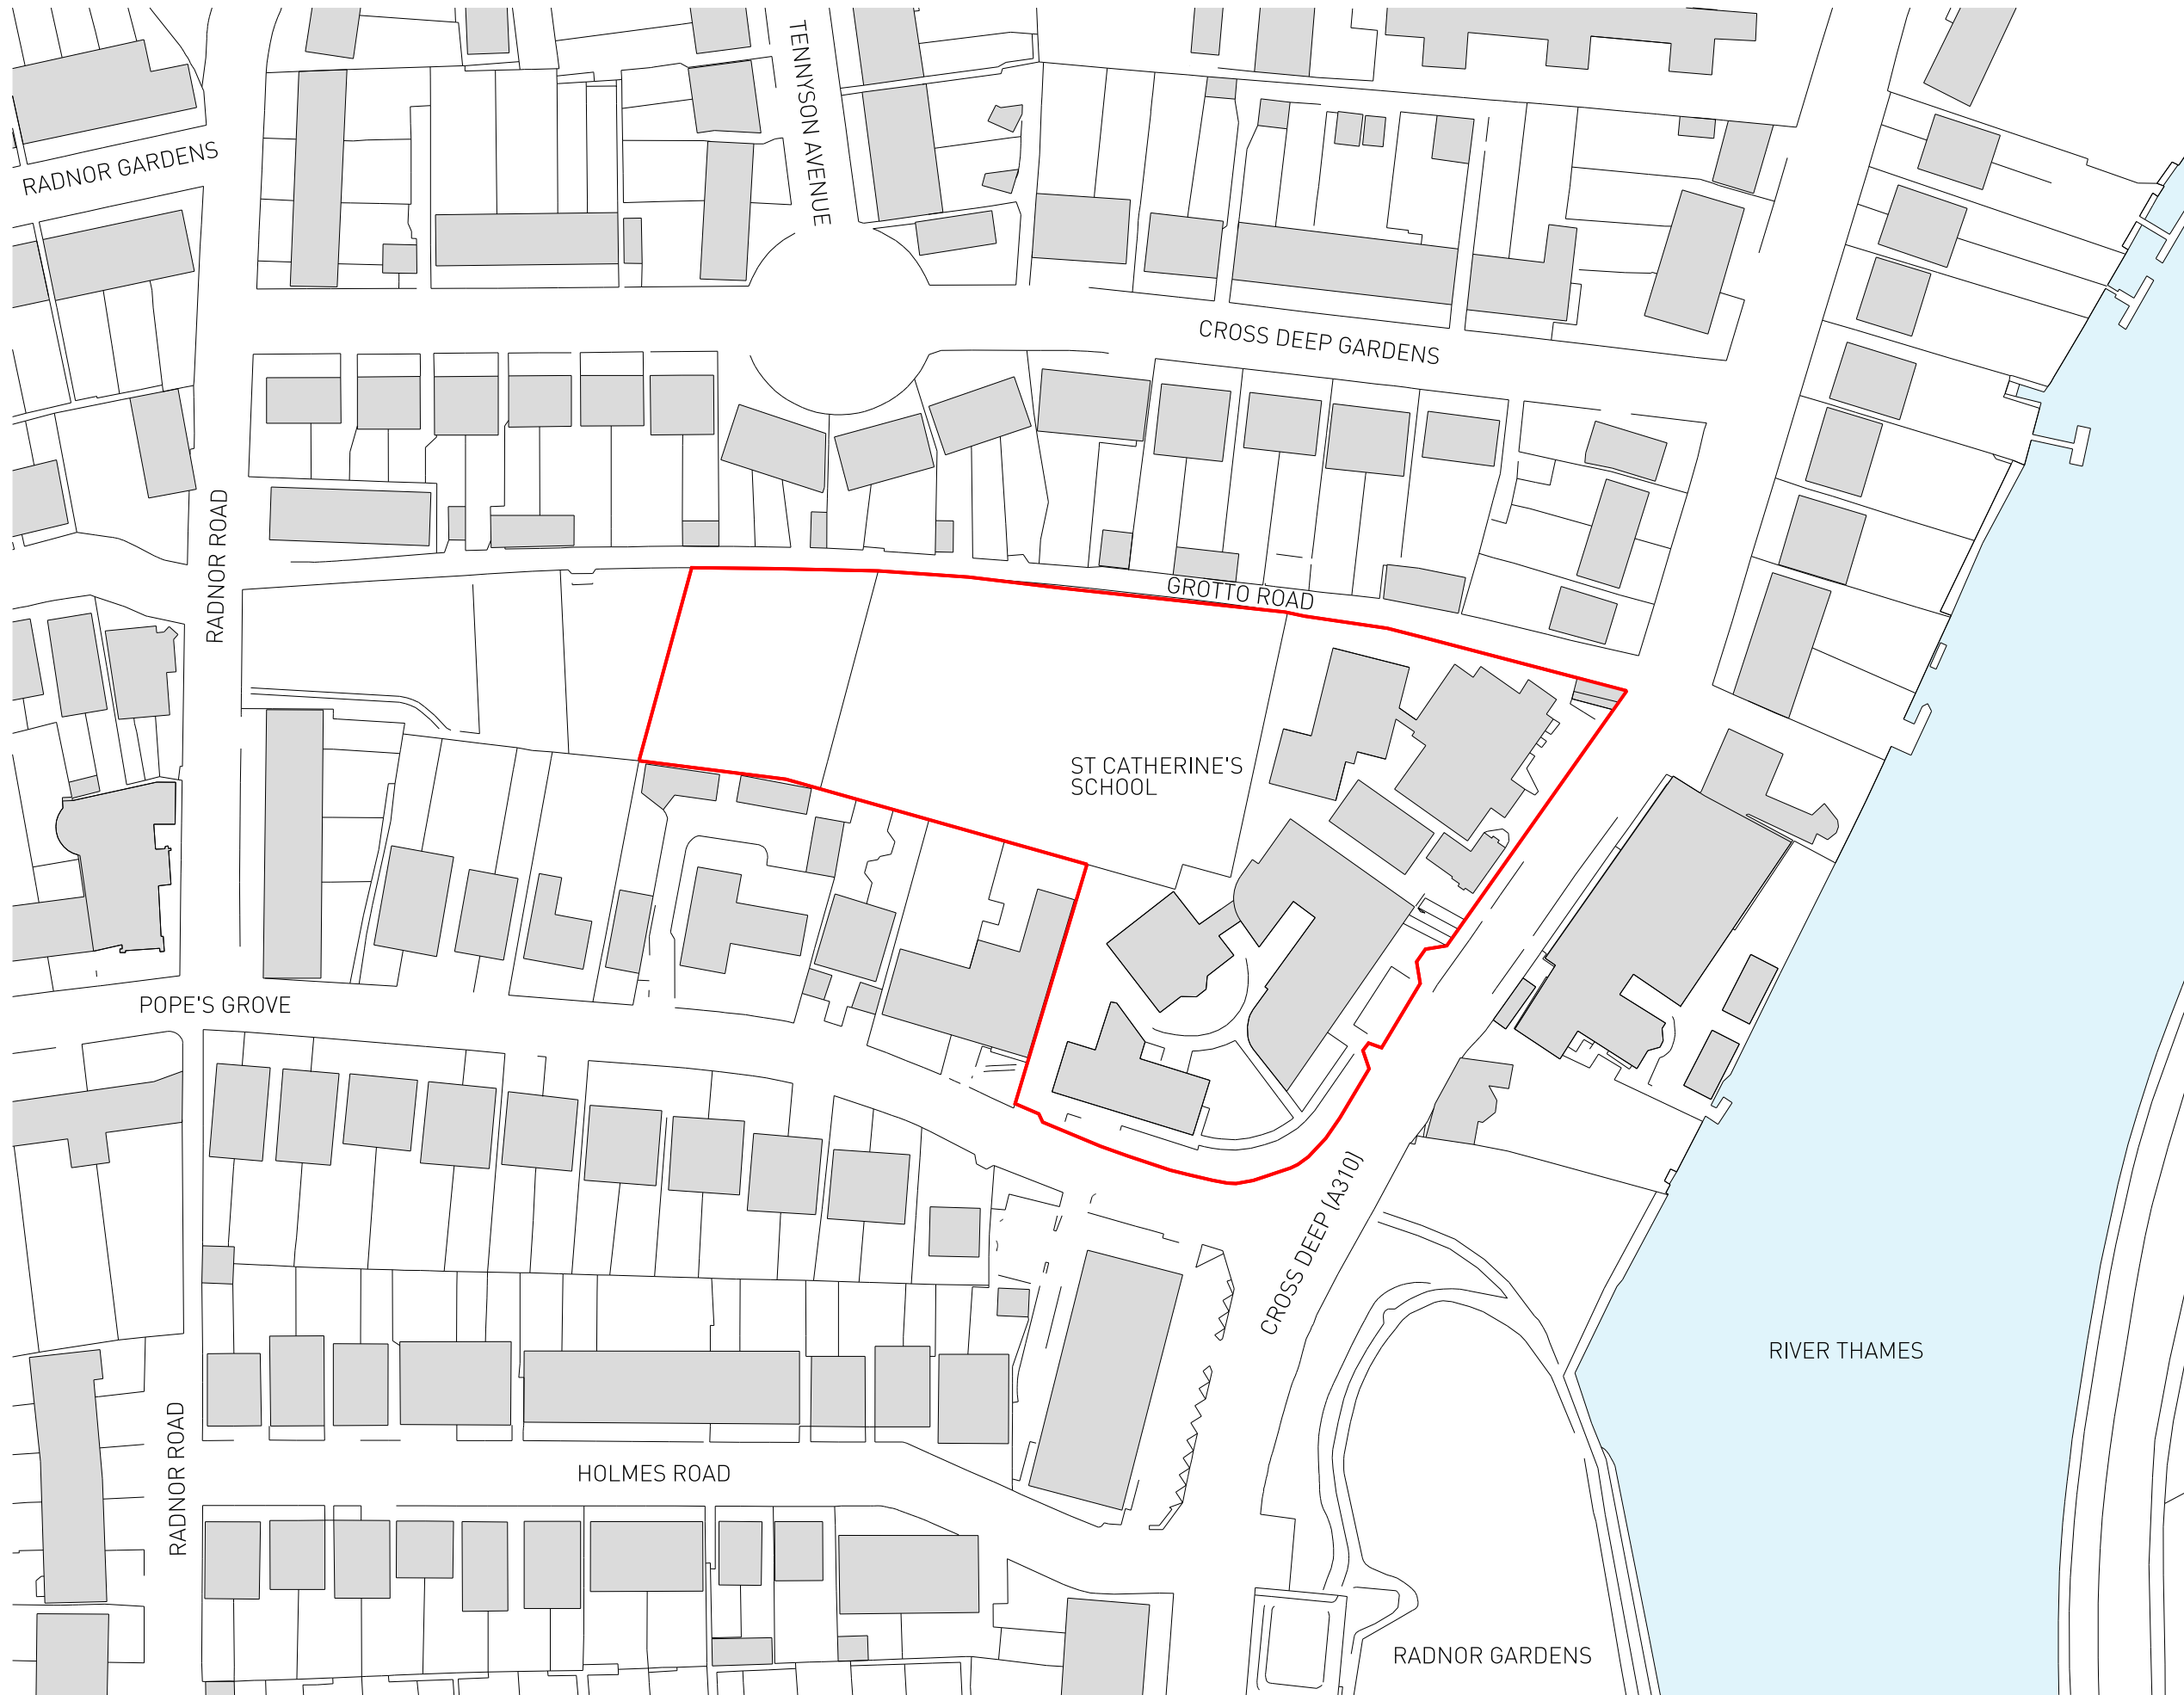 TENNYSON AVENUE
RADNOR GARDENS
CROSS DEEP GARDENS
RADNOR ROAD
GROTTO ROAD
ST CATHERINE'S
SCHOOL
POPE'S GROVE
CROSS DEEP (A310)
RIVER THAMES
RADNOR ROAD
HOLMES ROAD
RADNOR GARDENS